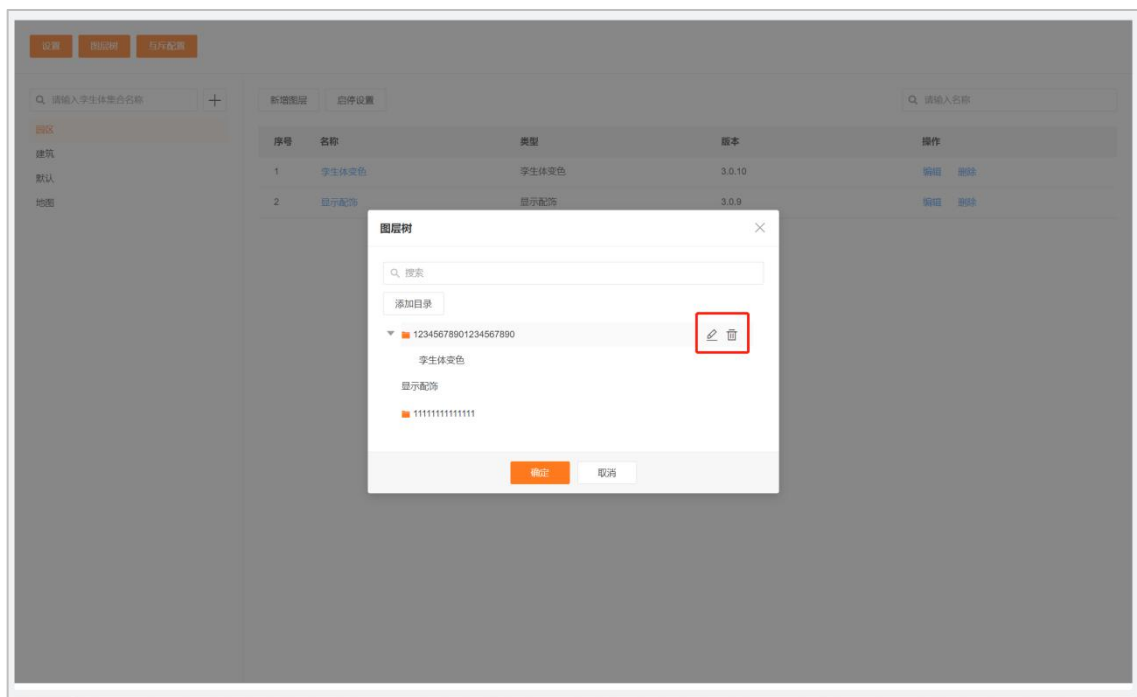 设置 图层树 互斥配置
请输入孪生体集合名称
新增图层 启停设置
请输入名称
园区
建筑
默认
地图
序号 名称 类型 版本 操作
1 孪生体变色 孪生体变色 3.0.10 编辑 删除
2 显示配饰 显示配饰 3.0.9 编辑 删除
图层树
搜索
添加目录
12345678901234567890
孪生体变色
显示配饰
11111111111111
确定 取消